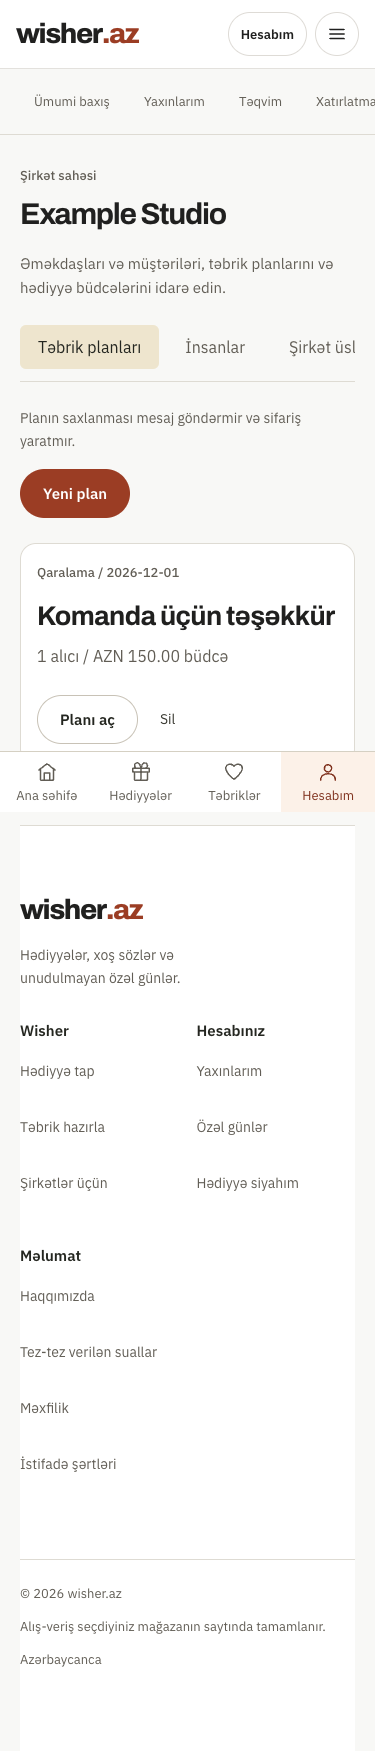 wisher.az
Hesabım
Ümumi baxış Yaxınlarım Təqvim Xatırlatma
Şirkət sahəsi
Example Studio
Əməkdaşları və müştəriləri, təbrik planlarını və
hədiyyə büdcələrini idarə edin.
Təbrik planları İnsanlar Şirkət üsl
Planın saxlanması mesaj göndərmir və sifariş
yaratmır.
Yeni plan
Qaralama / 2026-12-01
Komanda üçün təşəkkür
1 alıcı / AZN 150.00 büdcə
Planı aç Sil
Ana səhifə Hədiyyələr Təbriklər Hesabım
wisher.az
Hədiyyələr, xoş sözlər və
unudulmayan özəl günlər.
Wisher Hesabınız
Hədiyyə tap Yaxınlarım
Təbrik hazırla Özəl günlər
Şirkətlər üçün Hədiyyə siyahım
Məlumat
Haqqımızda
Tez-tez verilən suallar
Məxfilik
İstifadə şərtləri
© 2026 wisher.az
Alış-veriş seçdiyiniz mağazanın saytında tamamlanır.
Azərbaycanca